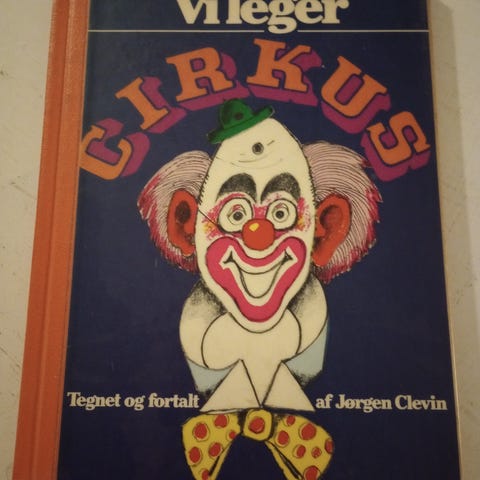 Vi leger
CIRKUS
Tegnet og fortalt af Jørgen Clevin